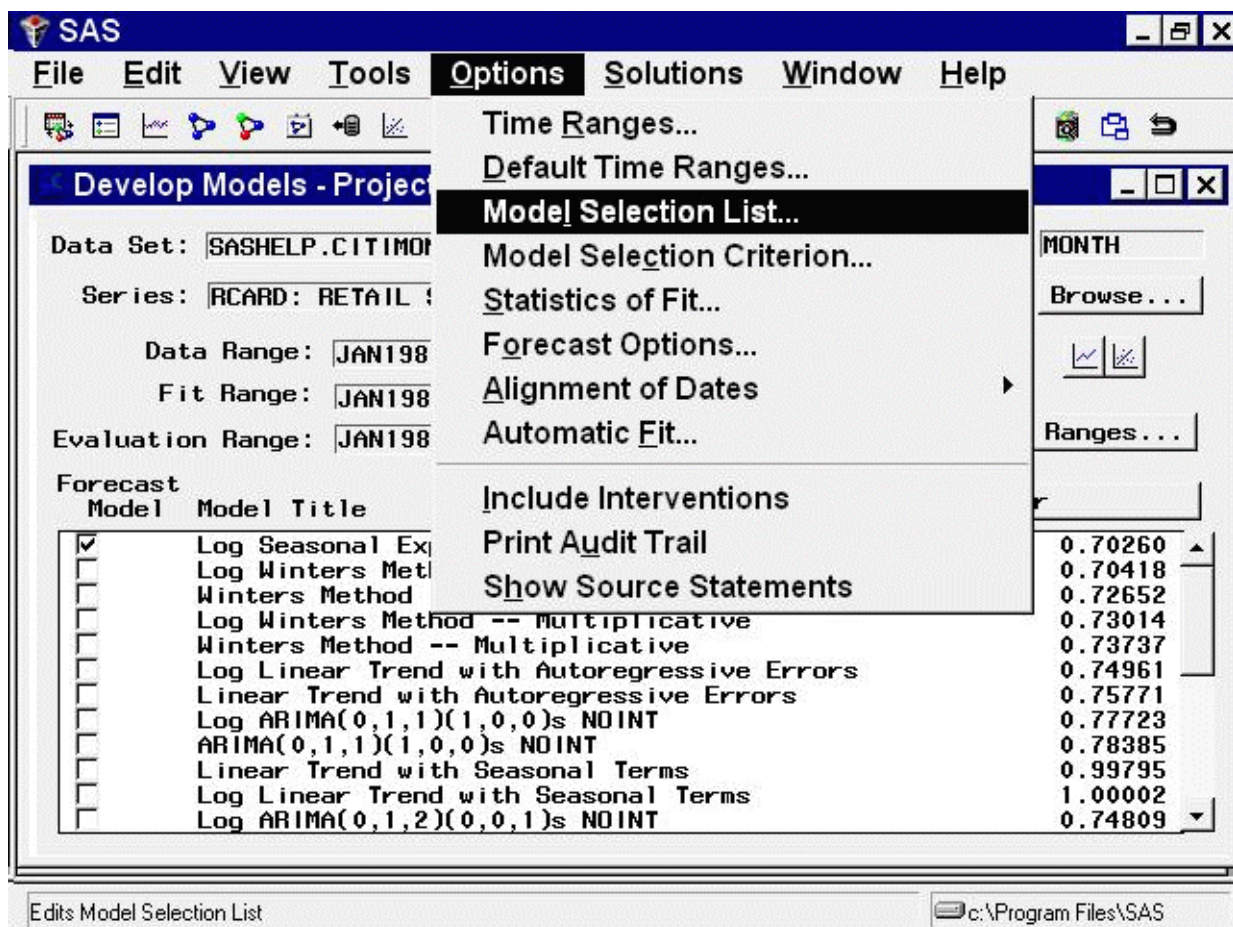 SAS
File Edit View Tools Options Solutions Window Help
Time Ranges...
Default Time Ranges...
Model Selection List...
Model Selection Criterion...
Statistics of Fit...
Forecast Options...
Alignment of Dates
Automatic Fit...
Include Interventions
Print Audit Trail
Show Source Statements
Develop Models - Project
Data Set: SASHELP.CITIMON MONTH
Series: RCARD: RETAIL Browse...
Data Range: JAN198
Fit Range: JAN198
Evaluation Range: JAN198 Ranges...
Forecast
Model Model Title r
Log Seasonal Exp 0.70260
Log Winters Met 0.70418
Winters Method 0.72652
Log Winters Method -- Multiplicative 0.73014
Winters Method -- Multiplicative 0.73737
Log Linear Trend with Autoregressive Errors 0.74961
Linear Trend with Autoregressive Errors 0.75771
Log ARIMA(0,1,1)(1,0,0)s NOINT 0.77723
ARIMA(0,1,1)(1,0,0)s NOINT 0.78385
Linear Trend with Seasonal Terms 0.99795
Log Linear Trend with Seasonal Terms 1.00002
Log ARIMA(0,1,2)(0,0,1)s NOINT 0.74809
Edits Model Selection List c:\Program Files\SAS